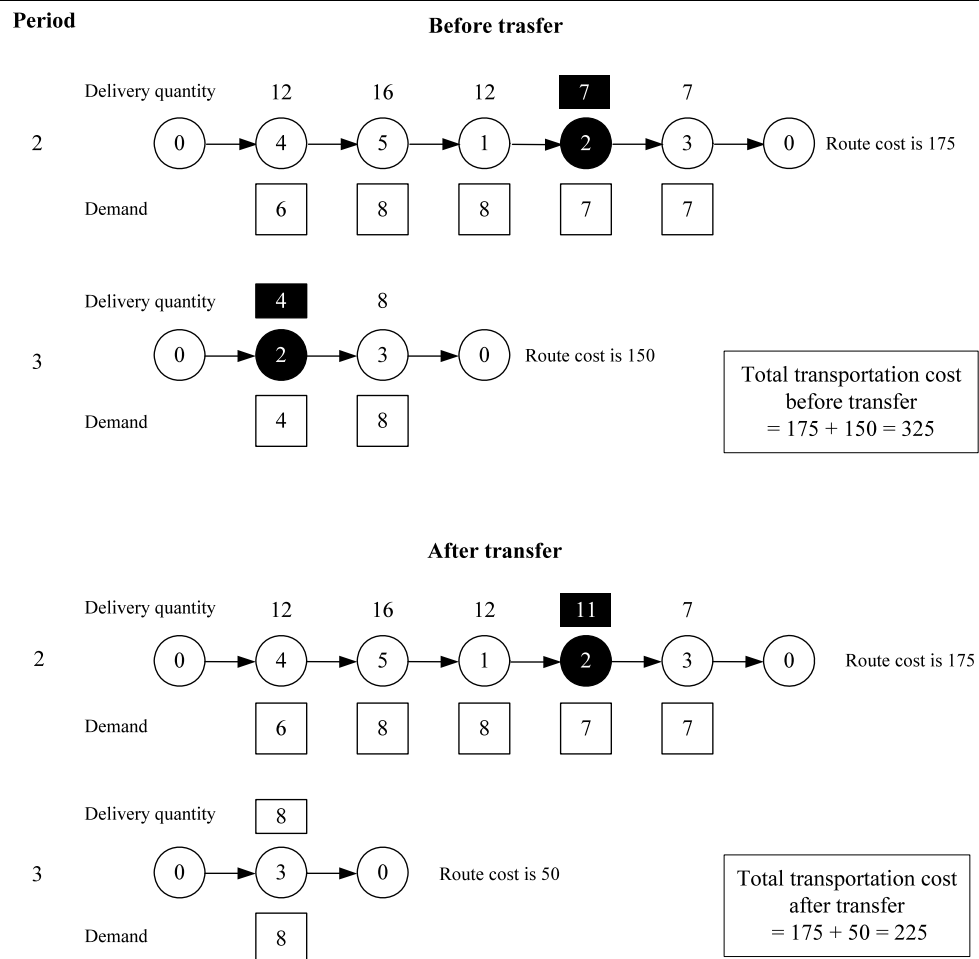 Period
Before trasfer
Delivery quantity 12 16 12 7 7
2 0 4 5 1 2 3 0 Route cost is 175
Demand 6 8 8 7 7
Delivery quantity 4 8
3 0 2 3 0 Route cost is 150
Demand 4 8
Total transportation cost
before transfer
= 175 + 150 = 325
After transfer
Delivery quantity 12 16 12 11 7
2 0 4 5 1 2 3 0 Route cost is 175
Demand 6 8 8 7 7
Delivery quantity 8
3 0 3 0 Route cost is 50
Demand 8
Total transportation cost
after transfer
= 175 + 50 = 225